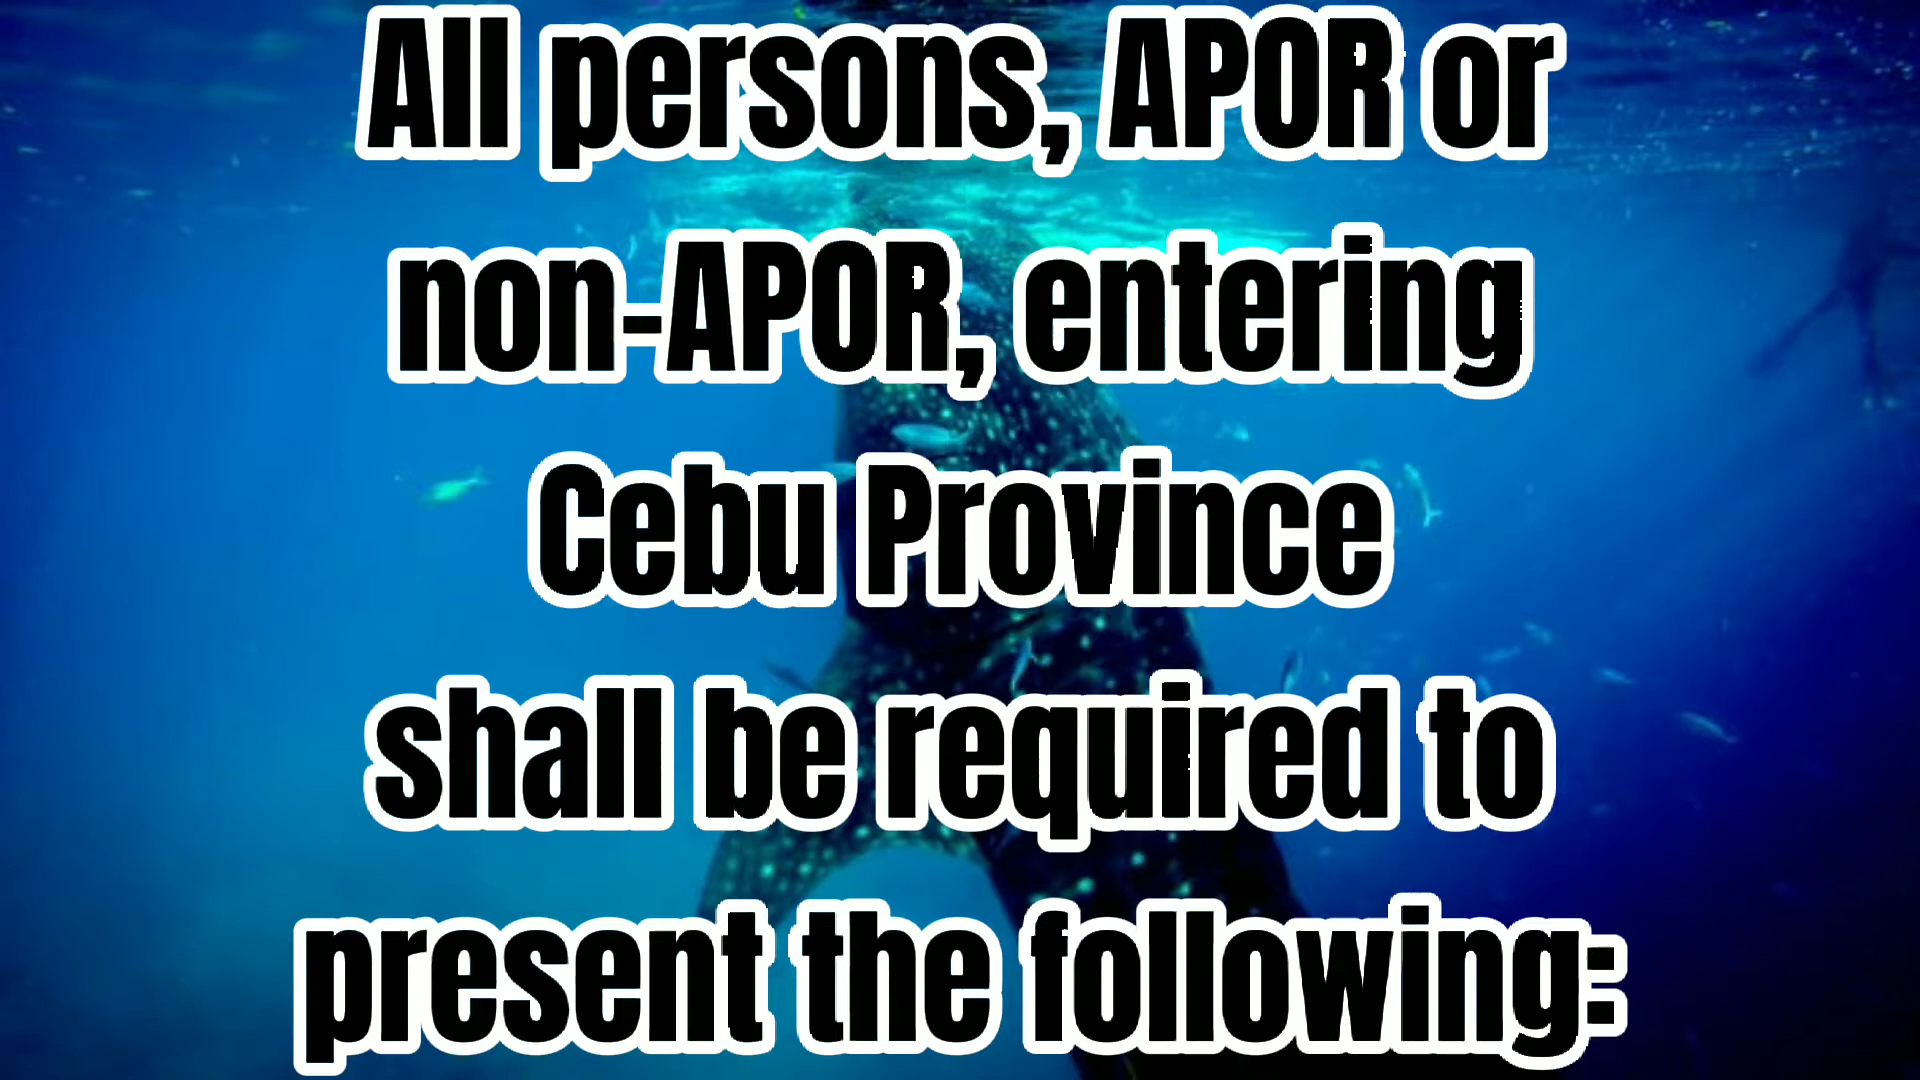 All persons, APOR or
non-APOR, entering
Cebu Province
shall be required to
present the following: